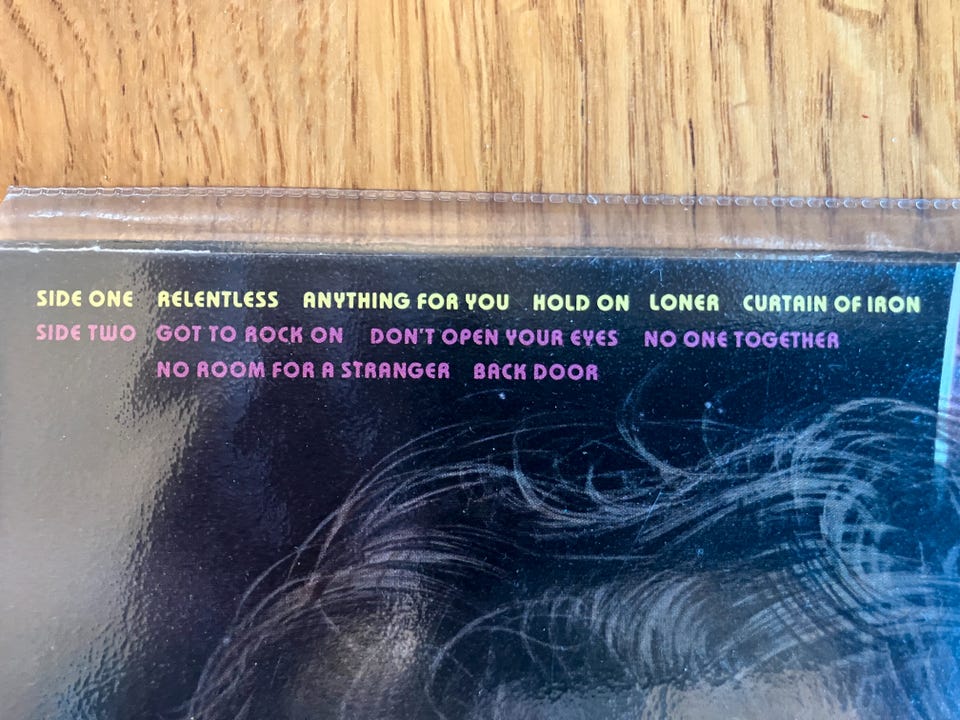 SIDE ONE RELENTLESS ANYTHING FOR YOU HOLD ON LONER CURTAIN OF IRON
SIDE TWO GOT TO ROCK ON DON'T OPEN YOUR EYES NO ONE TOGETHER
NO ROOM FOR A STRANGER BACK DOOR